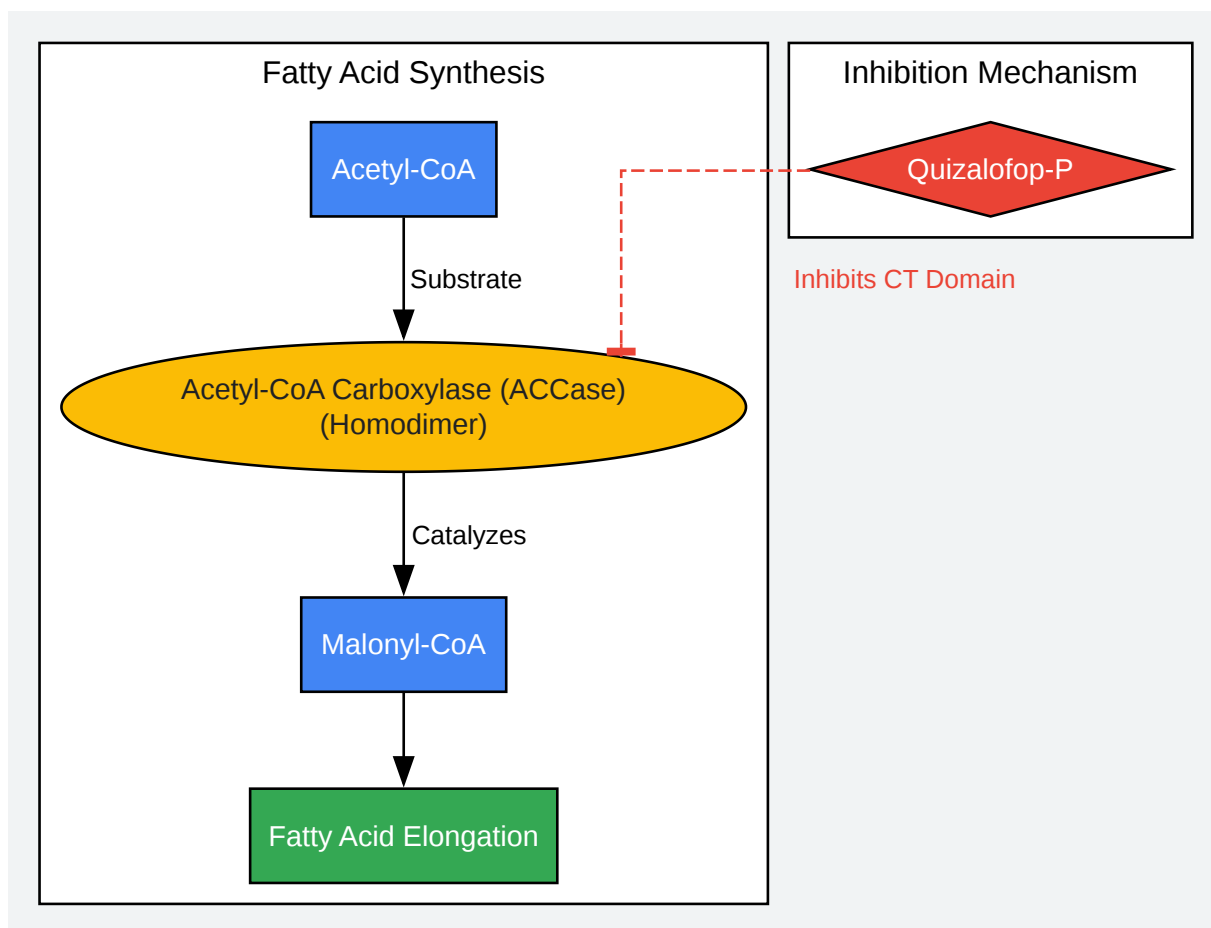 Fatty Acid Synthesis
Inhibition Mechanism
Acetyl-CoA
Quizalofop-P
Substrate
Inhibits CT Domain
Acetyl-CoA Carboxylase (ACCase)
(Homodimer)
Catalyzes
Malonyl-CoA
Fatty Acid Elongation